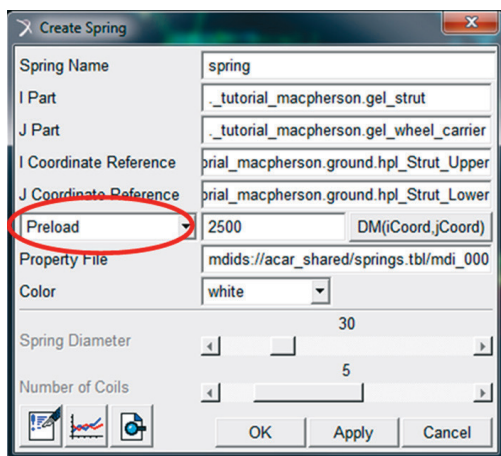 Create Spring
Spring Name spring
I Part ._tutorial_macpherson.gel_strut
J Part ._tutorial_macpherson.gel_wheel_carrier
I Coordinate Reference orial_macpherson.ground.hpl_Strut_Upper
J Coordinate Reference orial_macpherson.ground.hpl_Strut_Lower
Preload 2500 DM(iCoord,jCoord)
Property File mdids://acar_shared/springs.tbl/mdi_000
Color white
30
Spring Diameter
5
Number of Coils
OK Apply Cancel